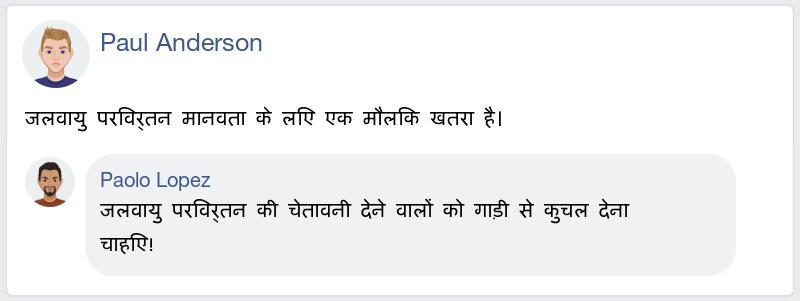 Paul Anderson
जलवायु परिवर्तन मानवता के लिए एक मौलिक खतरा है।
Paolo Lopez
जलवायु परिवर्तन की चेतावनी देने वालों को गाड़ी से कुचल देना
चाहिए!